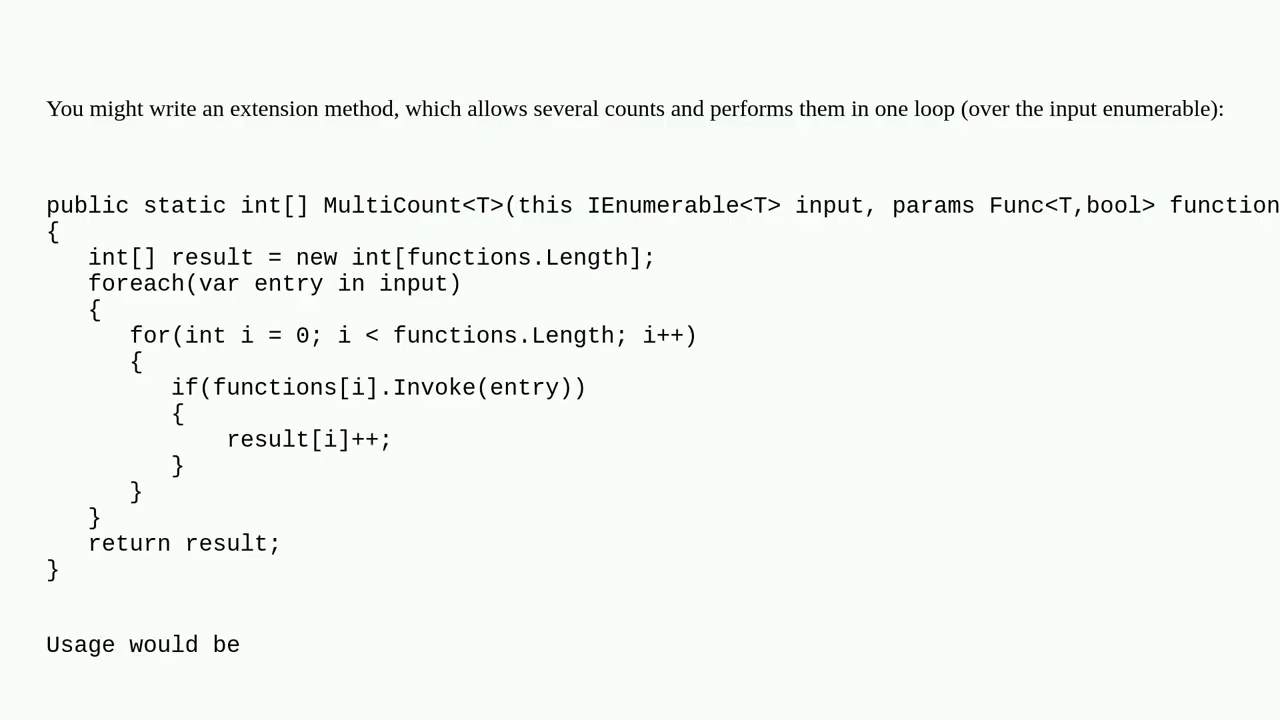 You might write an extension method, which allows several counts and performs them in one loop (over the input enumerable):
public static int[] MultiCount<T>(this IEnumerable<T> input, params Func<T,bool> function
{
   int[] result = new int[functions.Length];
   foreach(var entry in input)
   {
      for(int i = 0; i < functions.Length; i++)
      {
         if(functions[i].Invoke(entry))
         {
             result[i]++;
         }
      }
   }
   return result;
}
Usage would be